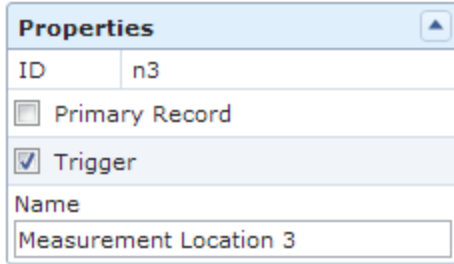 Properties
ID n3
Primary Record
Trigger
Name
Measurement Location 3